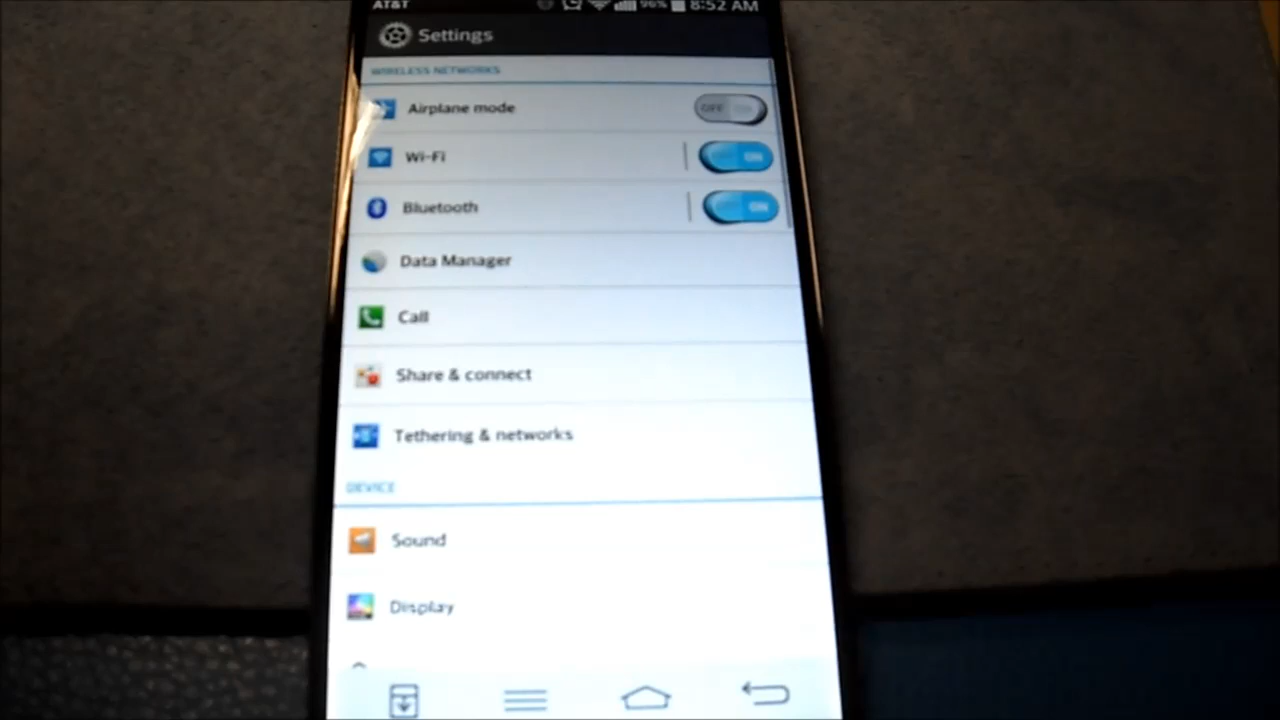 AT&T 96% 8:52 AM
Settings
WIRELESS NETWORKS
Airplane mode OFF
Wi-Fi ON
Bluetooth ON
Data Manager
Call
Share & connect
Tethering & networks
DEVICE
Sound
Display